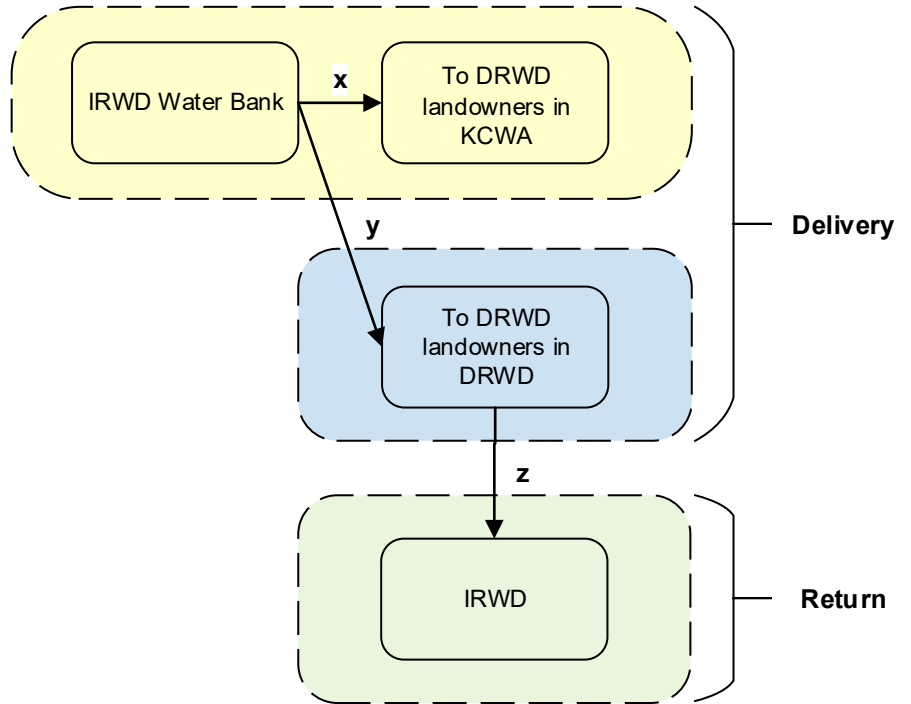 IRWD Water Bank
x
To DRWD
landowners in
KCWA
y
Delivery
To DRWD
landowners in
DRWD
z
IRWD
Return